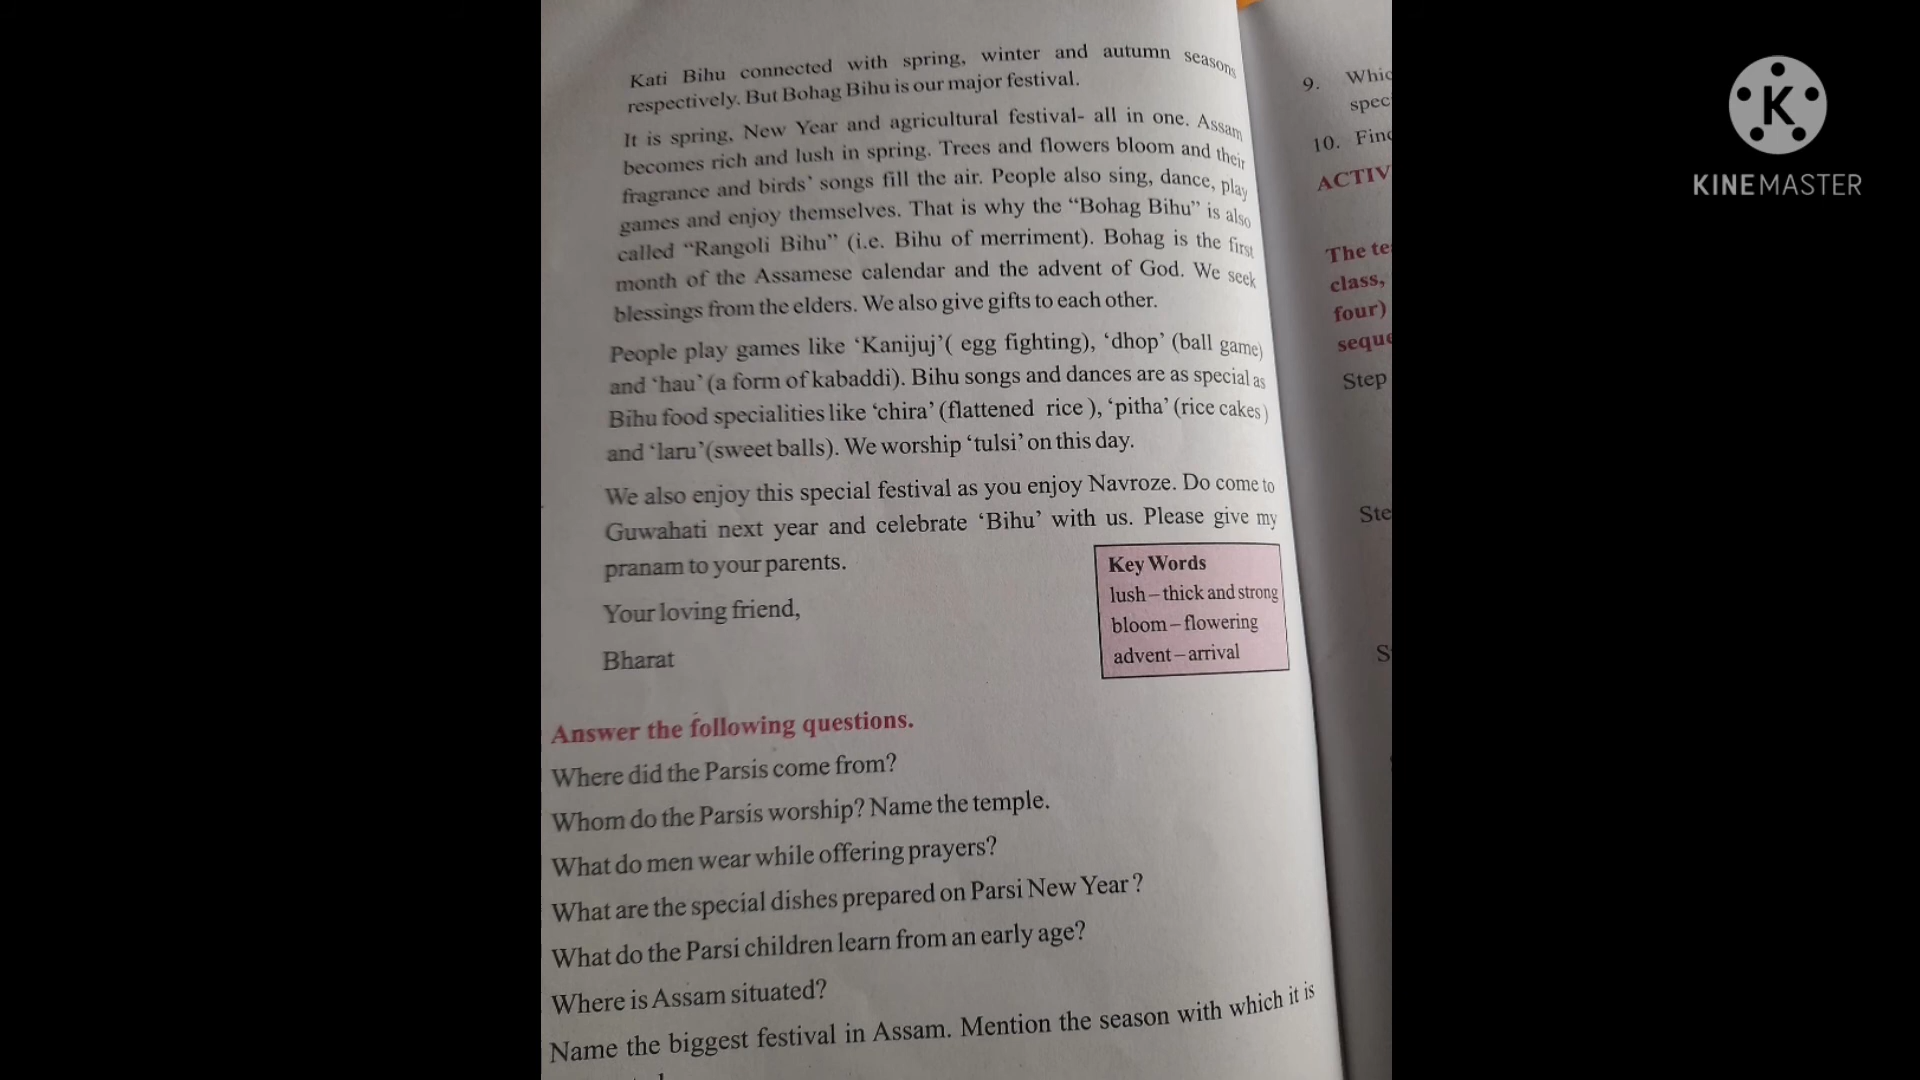 Kati Bihu connected with spring, winter and autumn seasons
respectively. But Bohag Bihu is our major festival.
It is spring, New Year and agricultural festival- all in one. Assam
becomes rich and lush in spring. Trees and flowers bloom and their
fragrance and birds' songs fill the air. People also sing, dance, play
games and enjoy themselves. That is why the “Bohag Bihu” is also
called “Rangoli Bihu” (i.e. Bihu of merriment). Bohag is the first
month of the Assamese calendar and the advent of God. We seek
blessings from the elders. We also give gifts to each other.
People play games like ‘Kanijuj’( egg fighting), ‘dhop’ (ball game)
and ‘hau’ (a form of kabaddi). Bihu songs and dances are as special as
Bihu food specialities like ‘chira’ (flattened rice ), ‘pitha’ (rice cakes)
and ‘laru’(sweet balls). We worship ‘tulsi’ on this day.
We also enjoy this special festival as you enjoy Navroze. Do come to
Guwahati next year and celebrate ‘Bihu’ with us. Please give my
pranam to your parents.
Your loving friend,
Bharat
Key Words
lush – thick and strong
bloom – flowering
advent – arrival
Answer the following questions.
Where did the Parsis come from?
Whom do the Parsis worship? Name the temple.
What do men wear while offering prayers?
What are the special dishes prepared on Parsi New Year ?
What do the Parsi children learn from an early age?
Where is Assam situated?
Name the biggest festival in Assam. Mention the season with which it is
9.
10.
The
class,
four)
Step
KINEMASTER